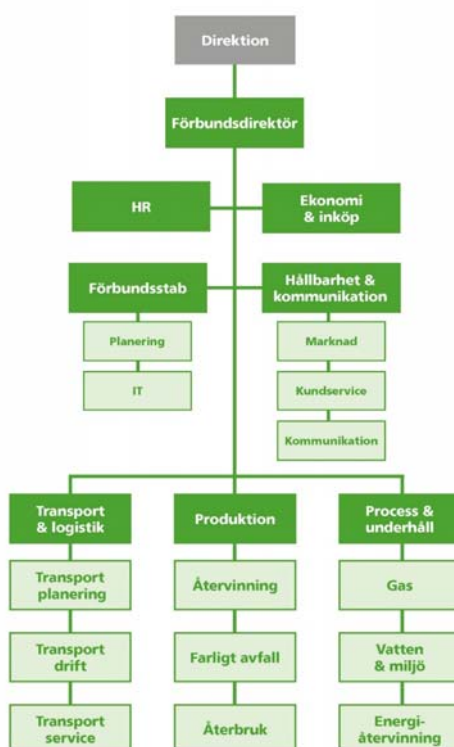 Direktion
Förbundsdirektör
HR
Ekonomi
& inköp
Förbundsstab
Hållbarhet &
kommunikation
Planering
Marknad
IT
Kundservice
Kommunikation
Transport
& logistik
Produktion
Process &
underhåll
Transport
planering
Återvinning
Gas
Transport
drift
Farligt avfall
Vatten
& miljö
Transport
service
Återbruk
Energi-
återvinning